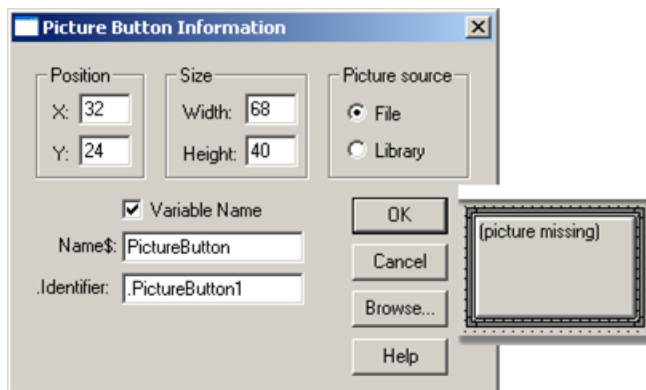 Picture Button Information
Position
X: 32
Y: 24
Size
Width: 68
Height: 40
Picture source
File
Library
Variable Name
Name$: PictureButton
.Identifier: .PictureButton1
OK
Cancel
Browse...
Help
(picture missing)